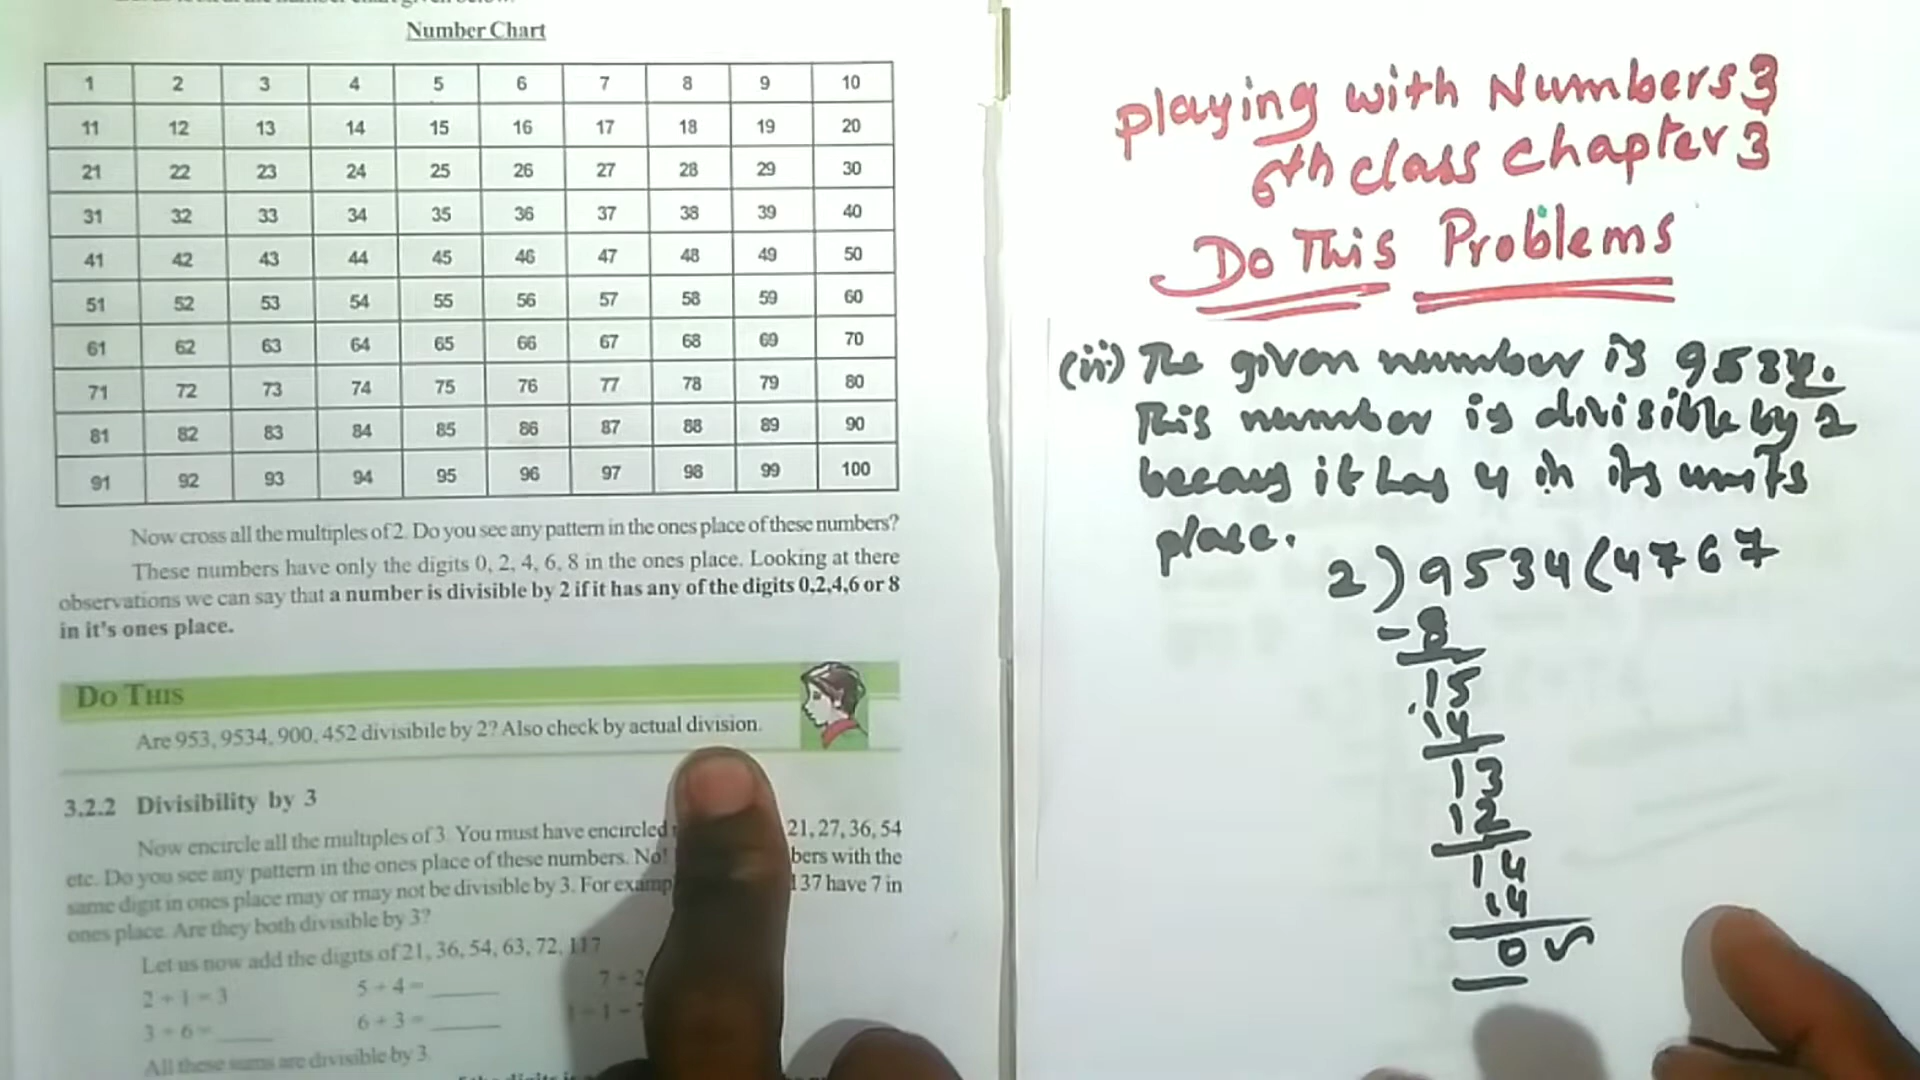 Number Chart
1 2 3 4 5 6 7 8 9 10
11 12 13 14 15 16 17 18 19 20
21 22 23 24 25 26 27 28 29 30
31 32 33 34 35 36 37 38 39 40
41 42 43 44 45 46 47 48 49 50
51 52 53 54 55 56 57 58 59 60
61 62 63 64 65 66 67 68 69 70
71 72 73 74 75 76 77 78 79 80
81 82 83 84 85 86 87 88 89 90
91 92 93 94 95 96 97 98 99 100
Now cross all the multiples of 2. Do you see any pattern in the ones place of these numbers?
These numbers have only the digits 0, 2, 4, 6, 8 in the ones place. Looking at there
observations we can say that a number is divisible by 2 if it has any of the digits 0,2,4,6 or 8
in it's ones place.
DO THIS
Are 953, 9534, 900, 452 divisibile by 2? Also check by actual division.
3.2.2 Divisibility by 3
Now encircle all the multiples of 3. You must have encircled 21, 27, 36, 54
etc. Do you see any pattern in the ones place of these numbers. No! bers with the
same digit in ones place may or may not be divisible by 3. For 137 have 7 in
ones place. Are they both divisible by 3?
Let us now add the digits of 21, 36, 54, 63, 72, 117
2 + 1 = 3 5 + 4 = ______ 7 + 2
3 + 6 = ______ 6 + 3 = ______
All these sums are divisible by 3.
Playing with Numbers 3
6th class chapter 3
Do This Problems
(ii) The given number is 9534.
This number is divisible by 2
becaus it has 4 in its units
place.
2) 9534 (4767
-8
15
14
13
12
14
14
0